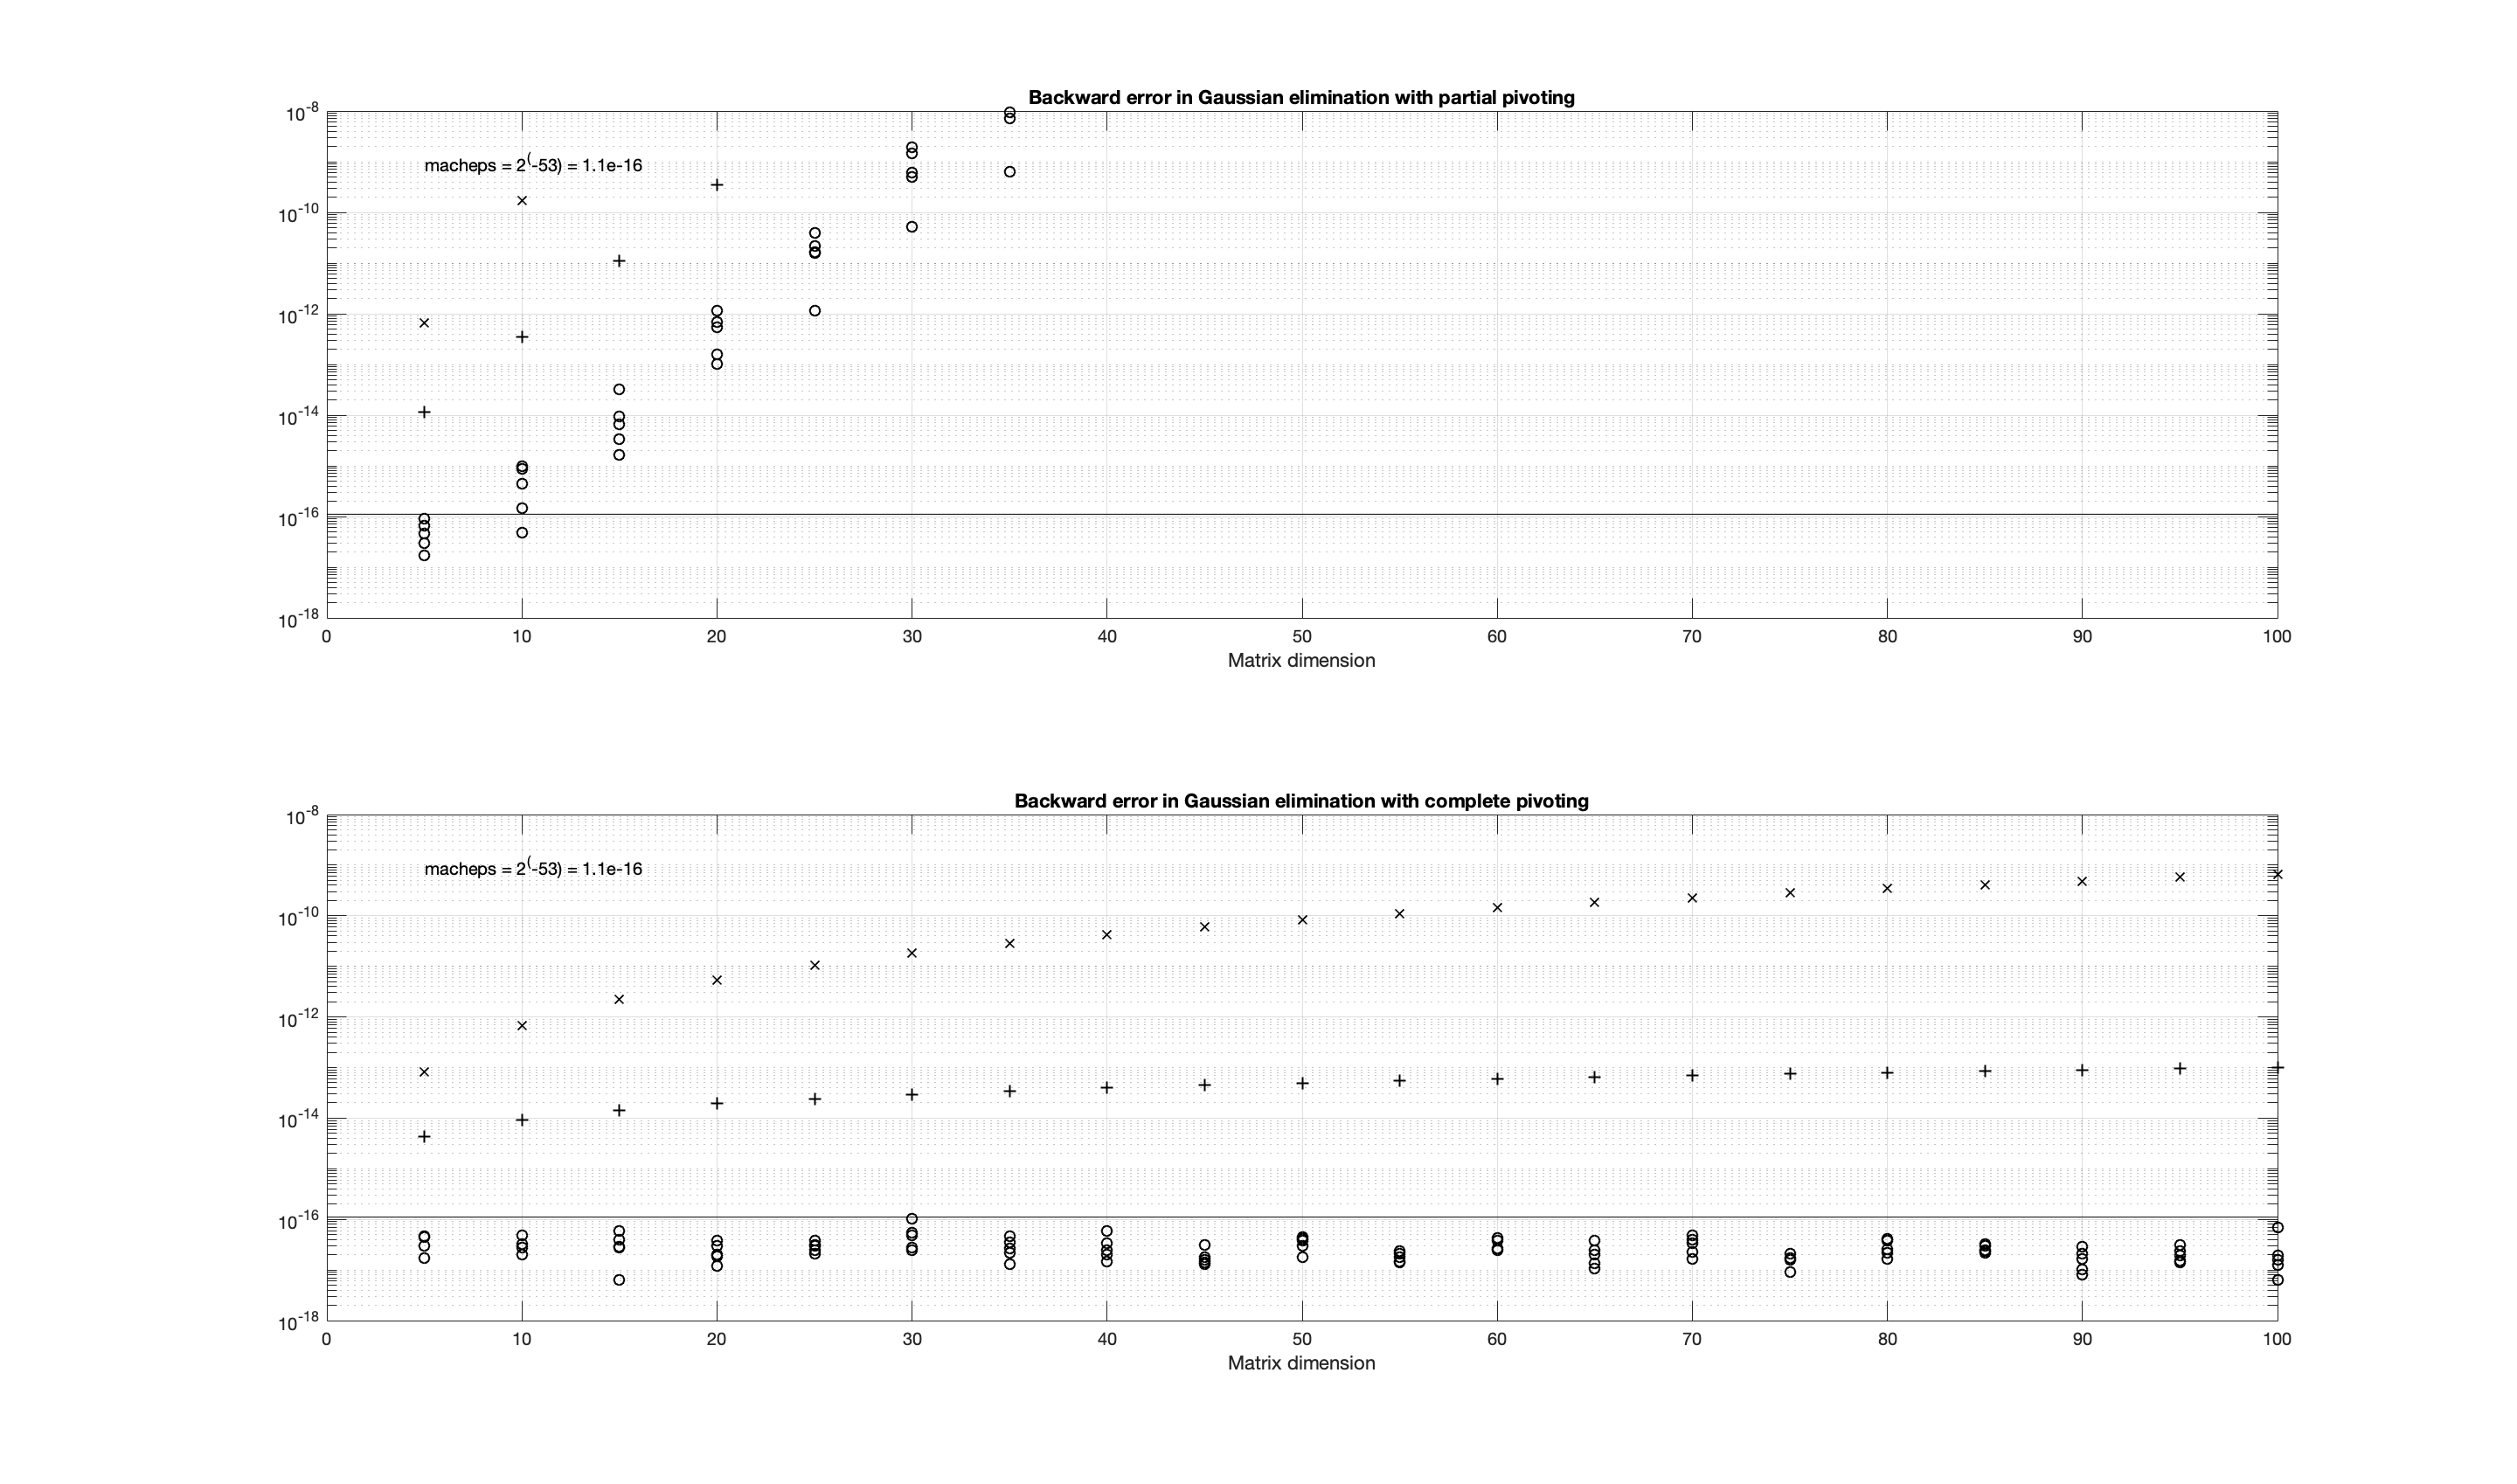 Backward error in Gaussian elimination with partial pivoting
10^-8
macheps = 2^(-53) = 1.1e-16
10^-10
10^-12
10^-14
10^-16
10^-18
0 10 20 30 40 50 60 70 80 90 100
Matrix dimension
Backward error in Gaussian elimination with complete pivoting
10^-8
macheps = 2^(-53) = 1.1e-16
10^-10
10^-12
10^-14
10^-16
10^-18
0 10 20 30 40 50 60 70 80 90 100
Matrix dimension